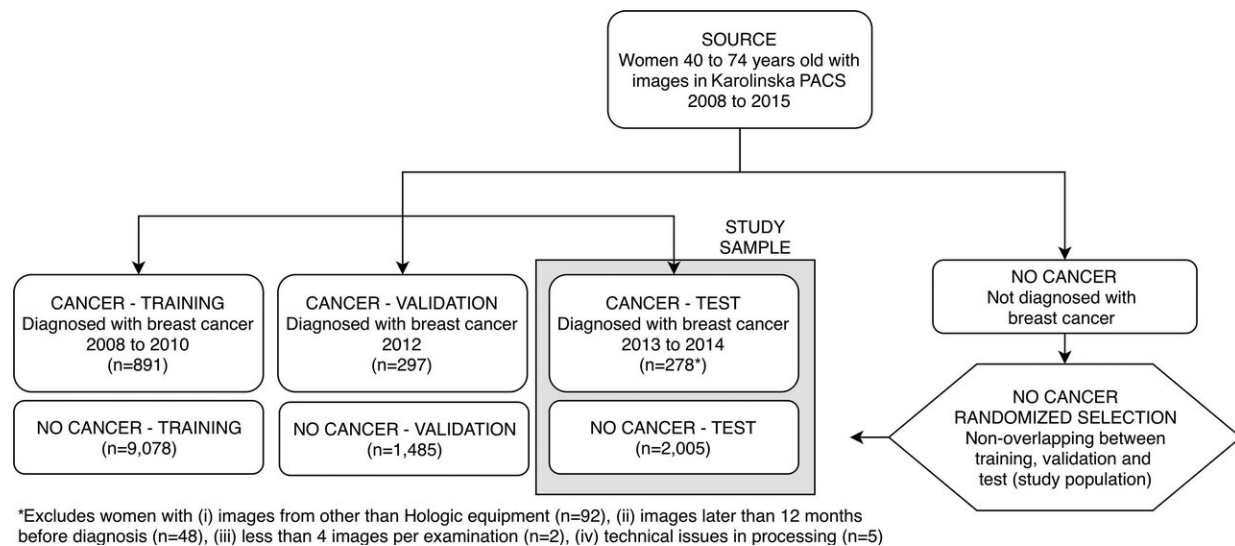 SOURCE
Women 40 to 74 years old with
images in Karolinska PACS
2008 to 2015
STUDY
SAMPLE
CANCER - TRAINING
Diagnosed with breast cancer
2008 to 2010
(n=891)
CANCER - VALIDATION
Diagnosed with breast cancer
2012
(n=297)
CANCER - TEST
Diagnosed with breast cancer
2013 to 2014
(n=278*)
NO CANCER
Not diagnosed with
breast cancer
NO CANCER - TRAINING
(n=9,078)
NO CANCER - VALIDATION
(n=1,485)
NO CANCER - TEST
(n=2,005)
NO CANCER
RANDOMIZED SELECTION
Non-overlapping between
training, validation and
test (study population)
*Excludes women with (i) images from other than Hologic equipment (n=92), (ii) images later than 12 months
before diagnosis (n=48), (iii) less than 4 images per examination (n=2), (iv) technical issues in processing (n=5)